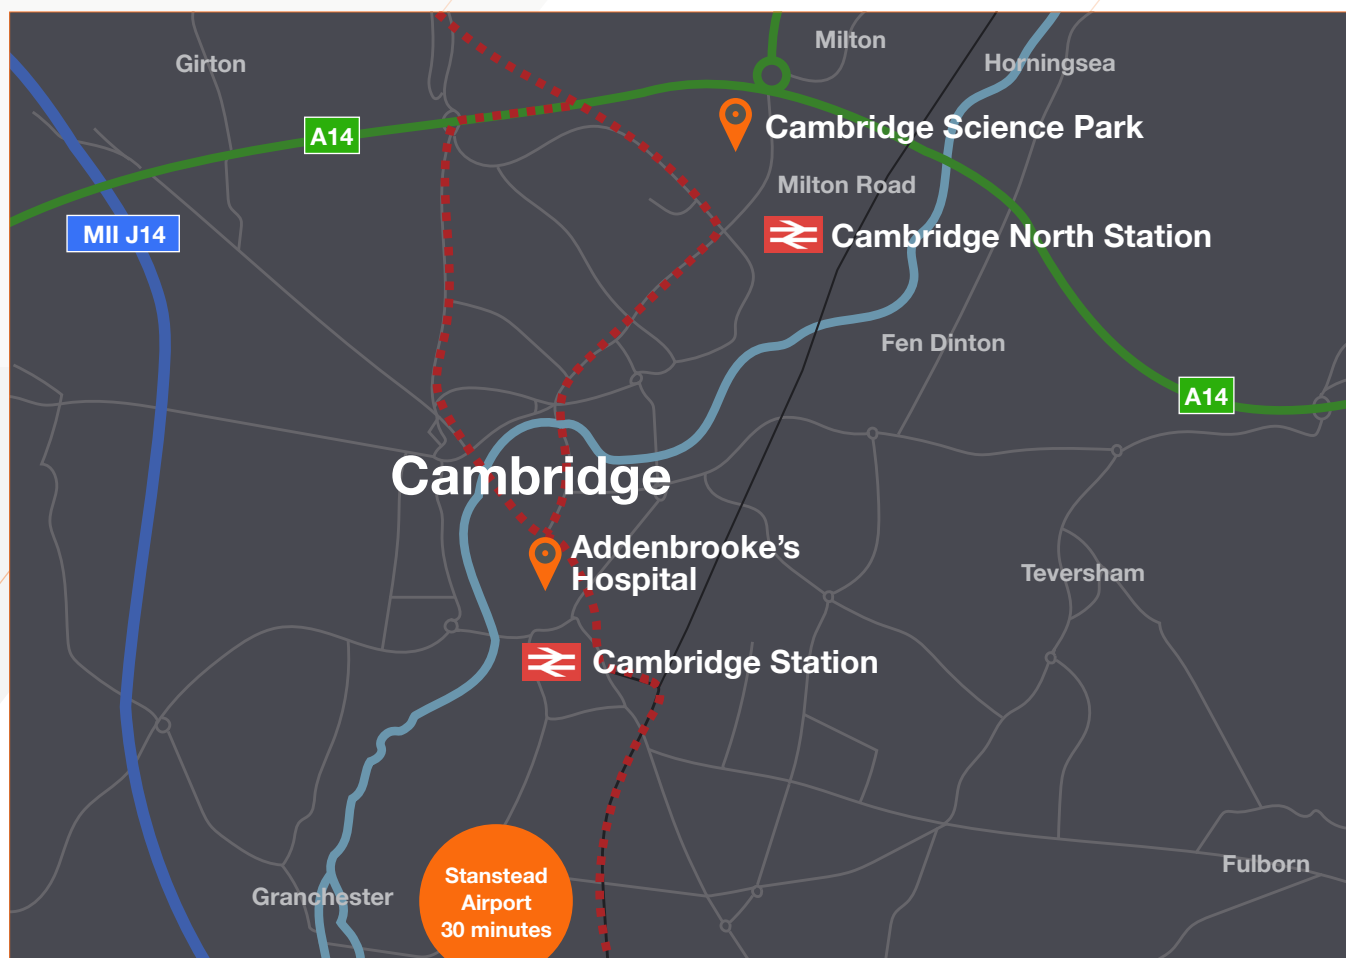 Milton
Girton
Horningsea
A14
Cambridge Science Park
Milton Road
MII J14
Cambridge North Station
Fen Dinton
A14
Cambridge
Addenbrooke's
Hospital
Teversham
Cambridge Station
Fulborn
Granchester
Stanstead
Airport
30 minutes